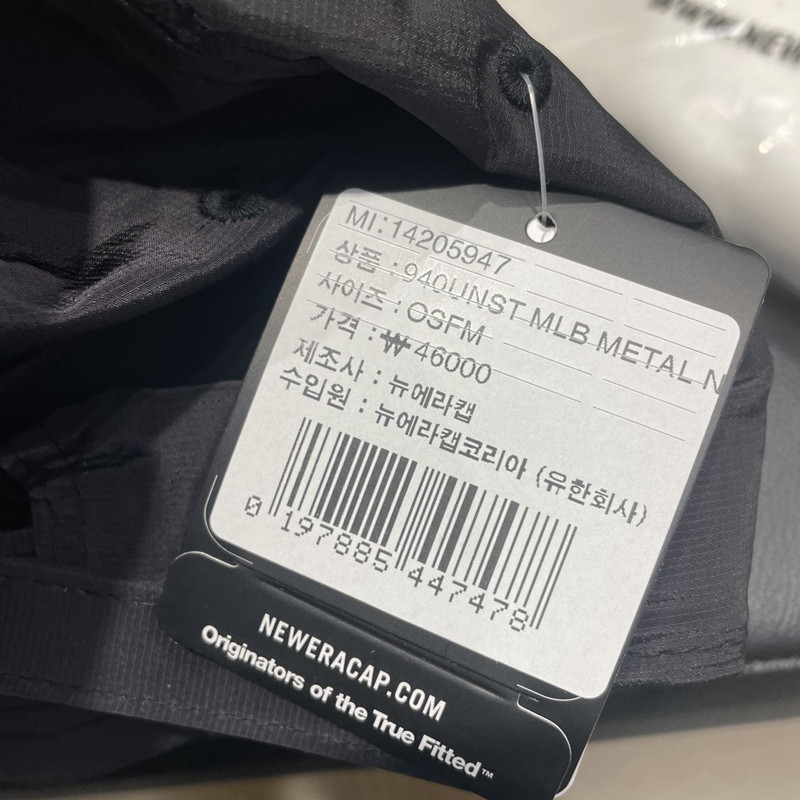 WWW.NEW
MI:14205947
상품 : 940UNST MLB METAL N
사이즈 : OSFM
가격 : ₩ 46000
제조사 : 뉴에라캡
수입원 : 뉴에라캡코리아 (유한회사)
0 197885 447478
NEWERACAP.COM
Originators of the True Fitted™